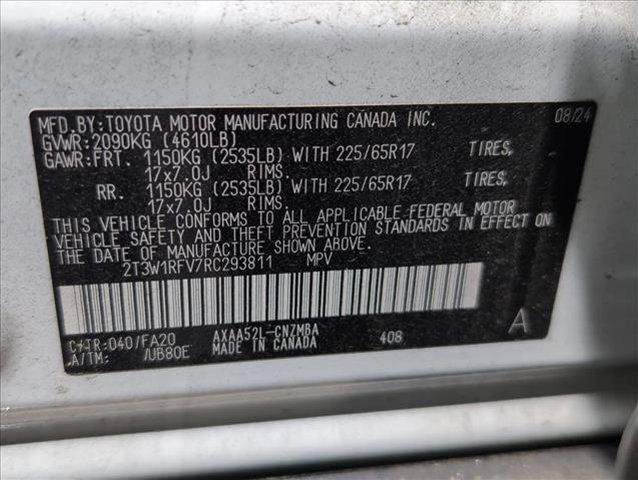 MFD.BY:TOYOTA MOTOR MANUFACTURING CANADA INC. 08/24
GVWR:2090KG (4610LB)
GAWR:FRT. 1150KG (2535LB) WITH 225/65R17 TIRES,
17x7.0J RIMS.
RR. 1150KG (2535LB) WITH 225/65R17 TIRES,
17x7.0J RIMS.
THIS VEHICLE CONFORMS TO ALL APPLICABLE FEDERAL MOTOR
VEHICLE SAFETY AND THEFT PREVENTION STANDARDS IN EFFECT ON
THE DATE OF MANUFACTURE SHOWN ABOVE.
2T3W1RFV7RC293811 MPV
C/TR:040/FA20 AXAA52L-CNZMBA 408 A
A/TM: /UB80E MADE IN CANADA